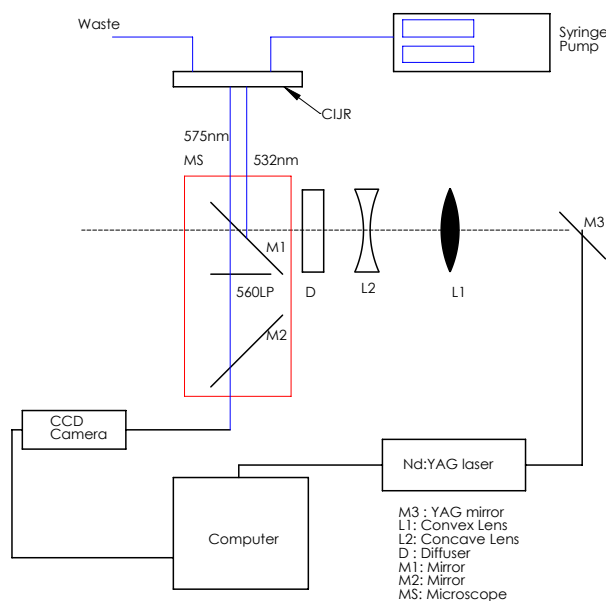 Waste
Syringe
Pump
CIJR
575nm
MS
532nm
M3
M1
560LP
D
L2
L1
M2
CCD
Camera
Nd:YAG laser
Computer
M3 : YAG mirror
L1: Convex Lens
L2: Concave Lens
D : Diffuser
M1: Mirror
M2: Mirror
MS: Microscope